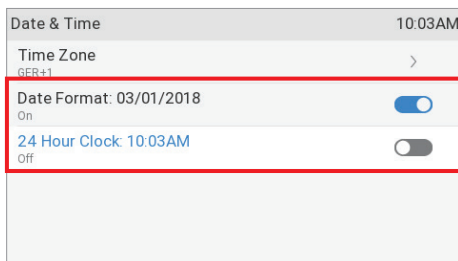 Date & Time 10:03AM
Time Zone
GER+1
Date Format: 03/01/2018
On
24 Hour Clock: 10:03AM
Off